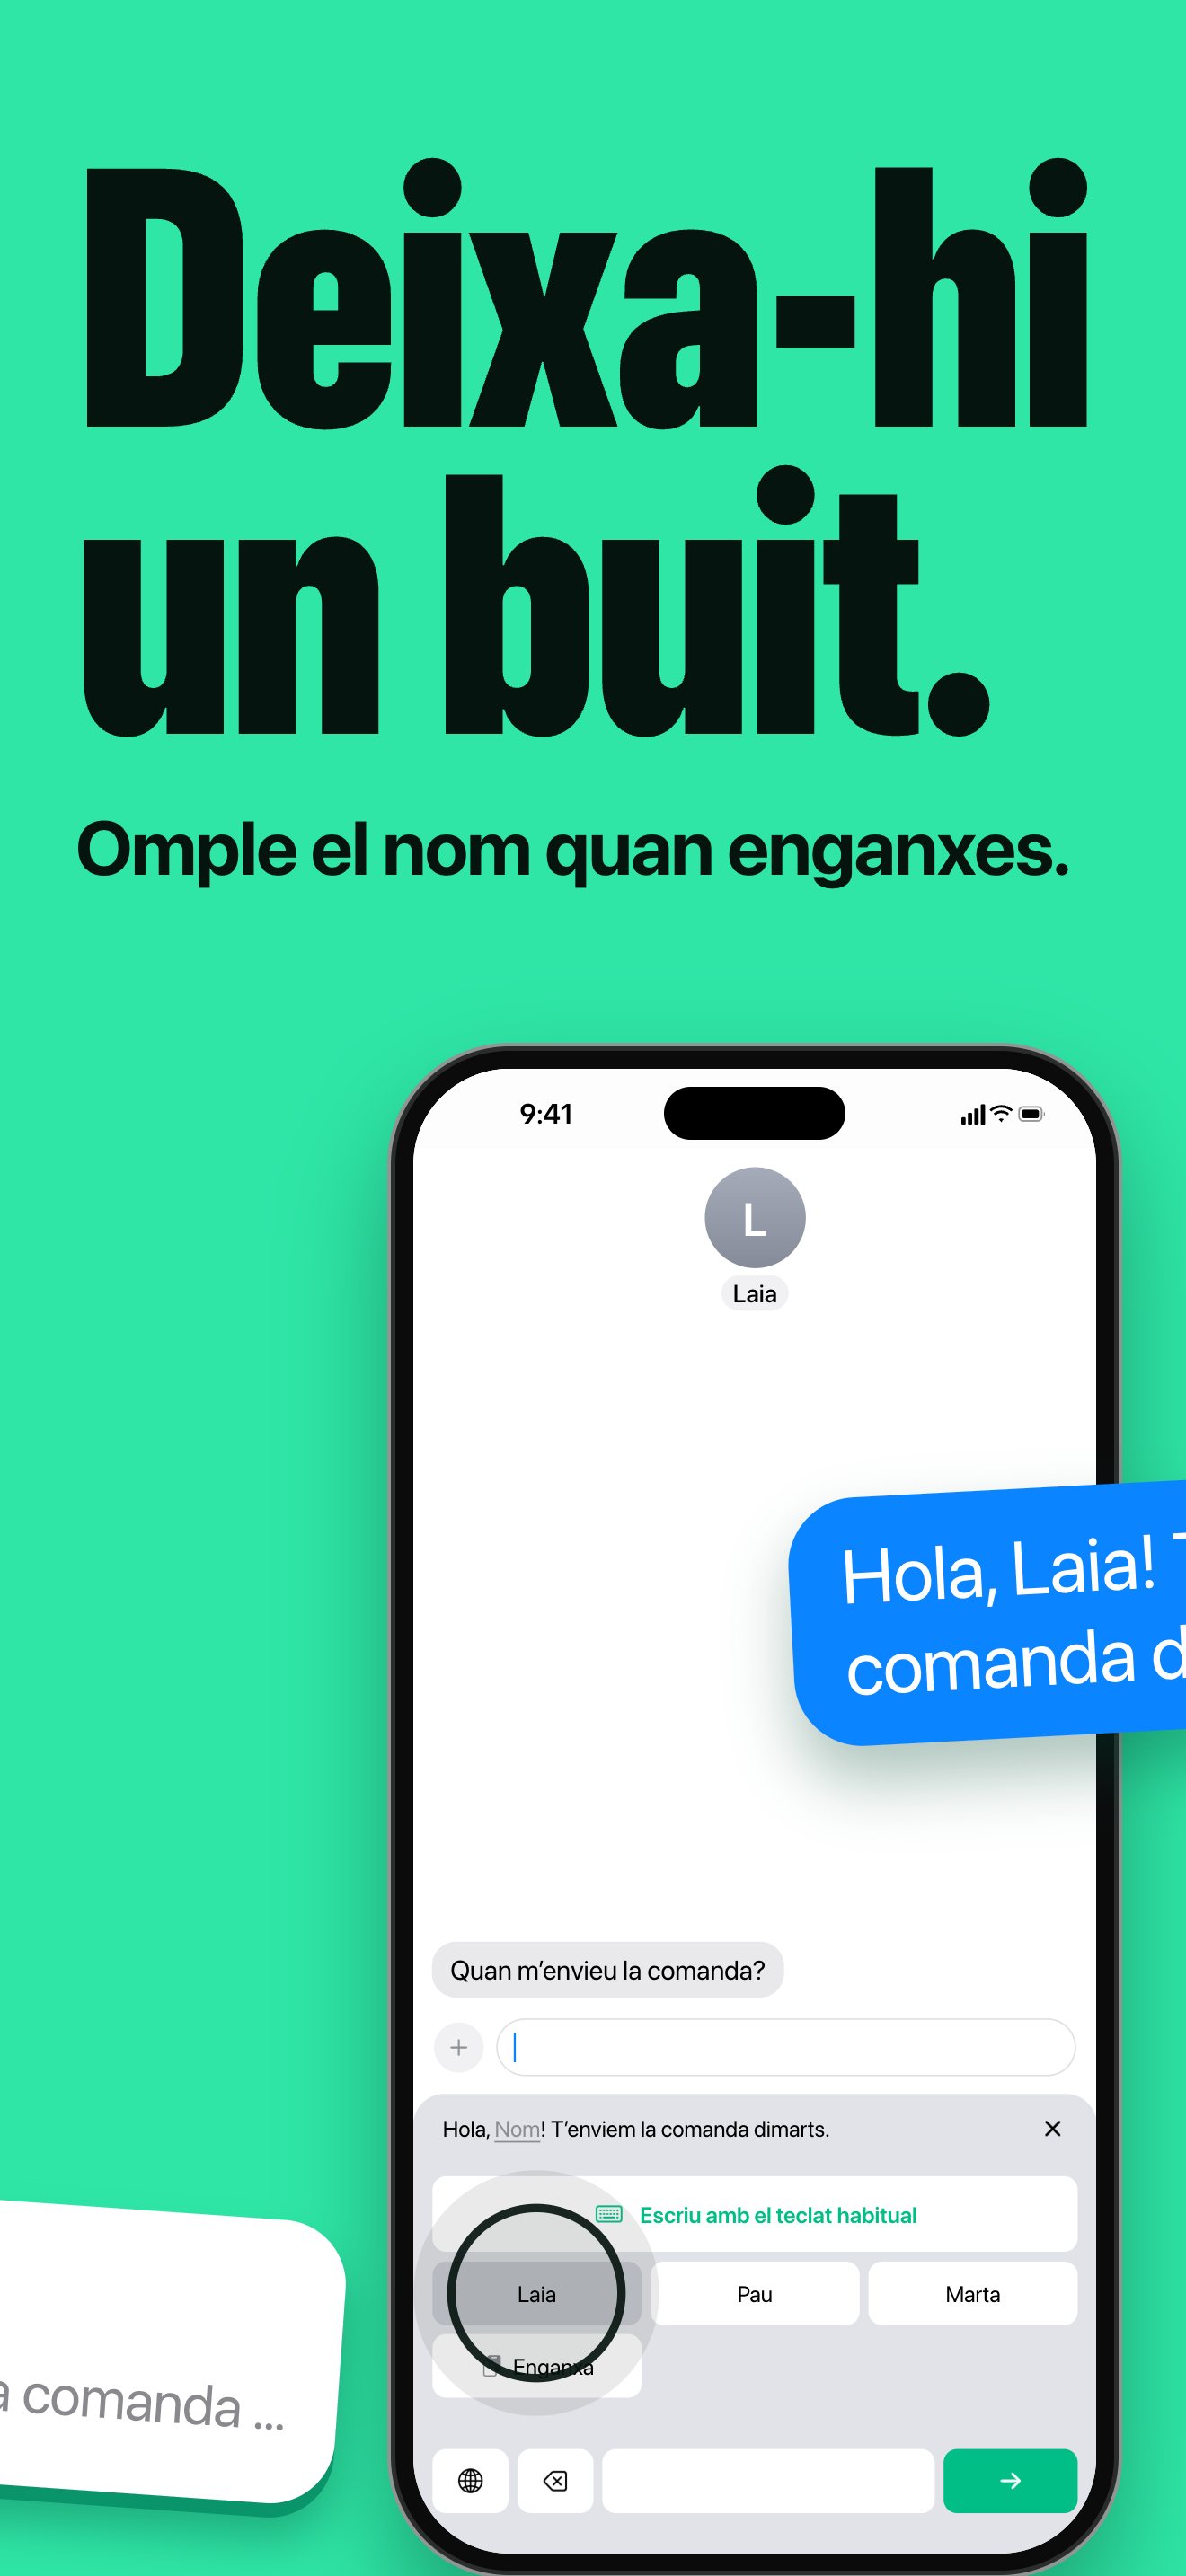 Deixa-hi
un buit.
Omple el nom quan enganxes.
9:41
L
Laia
Hola, Laia!
comanda
Quan m’envieu la comanda?
Hola, Nom! T’enviem la comanda dimarts.
Escriu amb el teclat habitual
Laia
Pau
Marta
Enganxa
a comanda ...